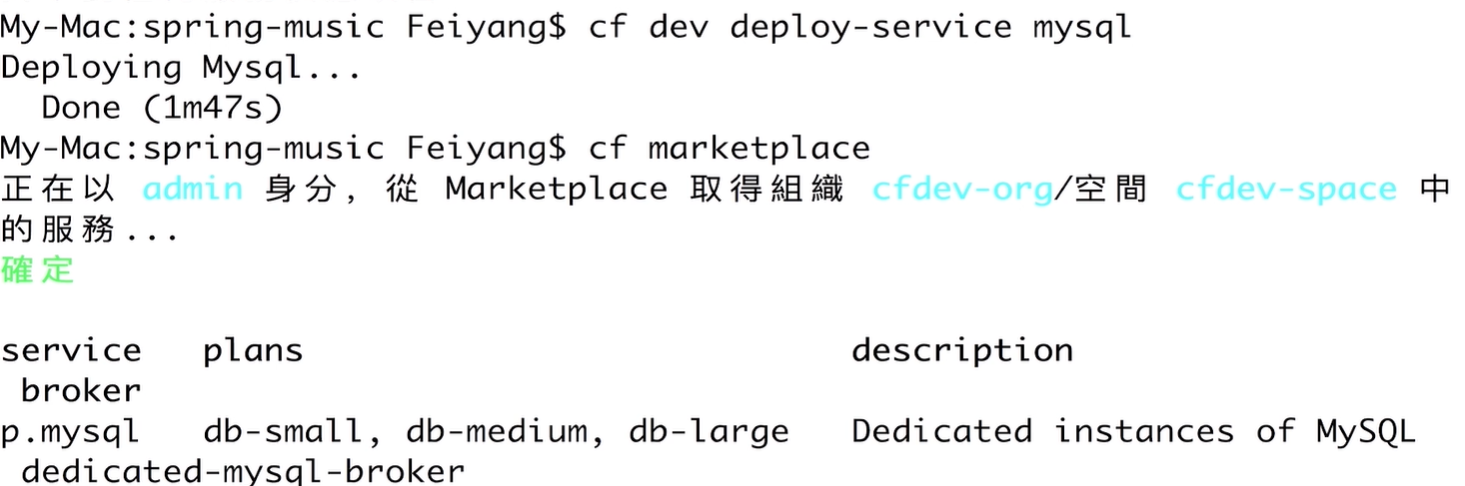 My-Mac:spring-music Feiyang$ cf dev deploy-service mysql
Deploying Mysql...
  Done (1m47s)
My-Mac:spring-music Feiyang$ cf marketplace
正在以 admin 身分, 從 Marketplace 取得組織 cfdev-org/空間 cfdev-space 中
的服務...
確定
service   plans                           description
 broker
p.mysql   db-small, db-medium, db-large   Dedicated instances of MySQL
 dedicated-mysql-broker